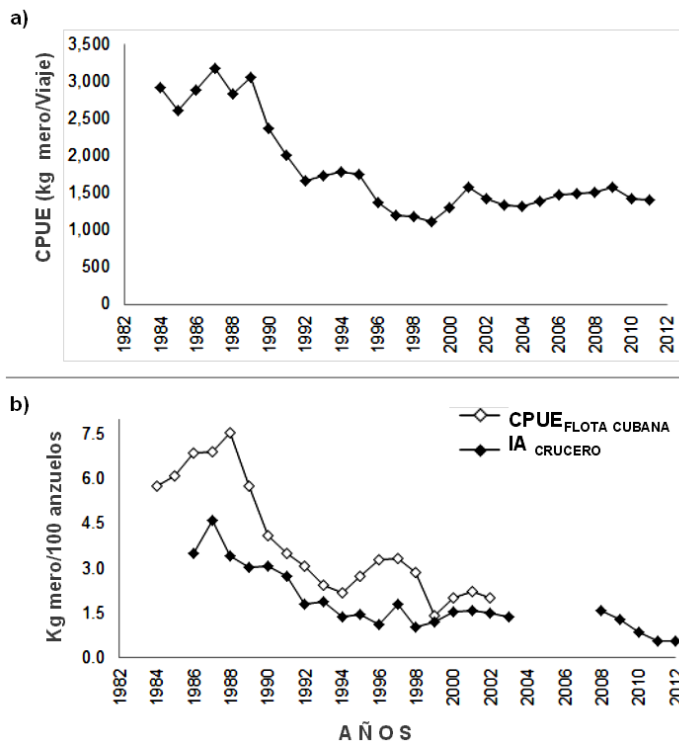 a)
CPUE (kg mero/Viaje)
3,500
3,000
2,500
2,000
1,500
1,000
500
0
1982 1984 1986 1988 1990 1992 1994 1996 1998 2000 2002 2004 2006 2008 2010 2012
b)
Kg mero/100 anzuelos
CPUE FLOTA CUBANA
IA CRUCERO
7.5
6.0
4.5
3.0
1.5
0.0
1982 1984 1986 1988 1990 1992 1994 1996 1998 2000 2002 2004 2006 2008 2010 2012
AÑOS